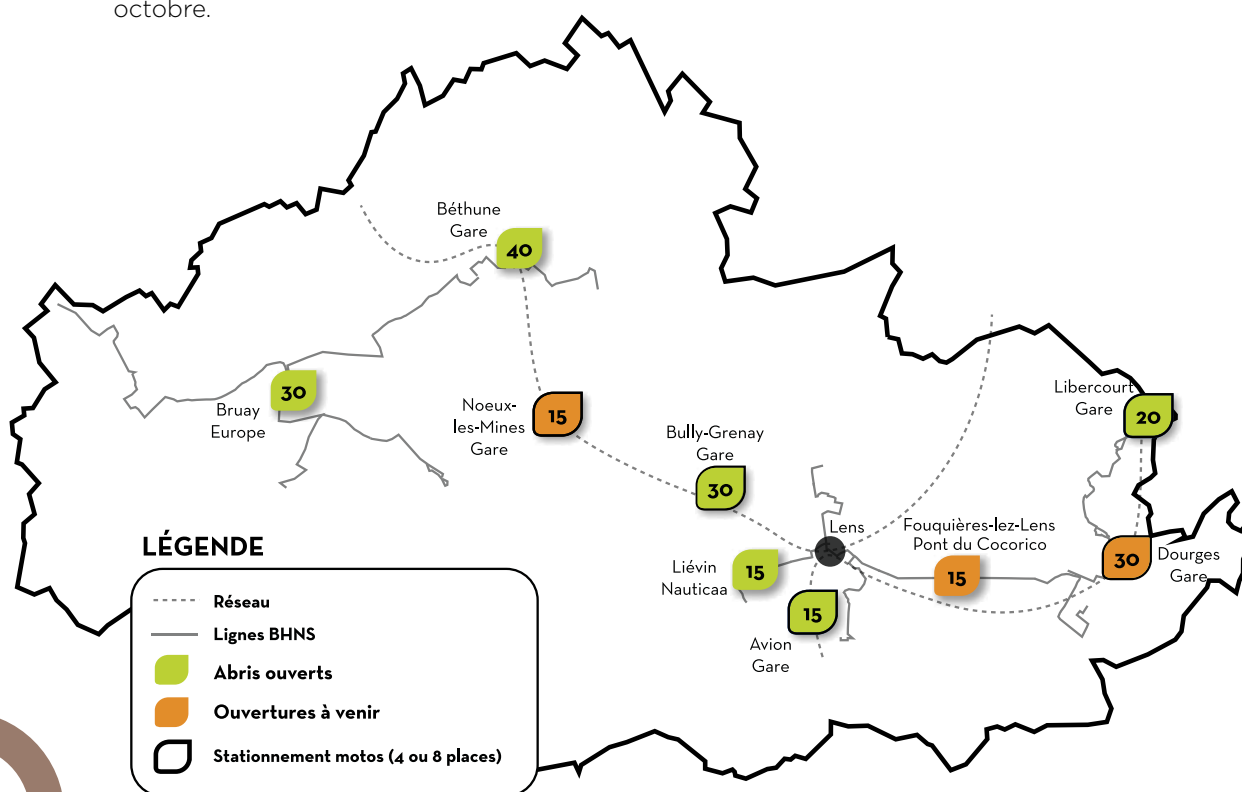 octobre.
Béthune
Gare
40
30
Bruay
Europe
Noeux-
les-Mines
Gare
15
Bully-Grenay
Gare
30
Libercourt
Gare
20
Lens
Fouquières-lez-Lens
Pont du Cocorico
15
30
Dourges
Gare
Liévin
Nauticaa
15
15
Avion
Gare
LÉGENDE
Réseau
Lignes BHNS
Abris ouverts
Ouvertures à venir
Stationnement motos (4 ou 8 places)